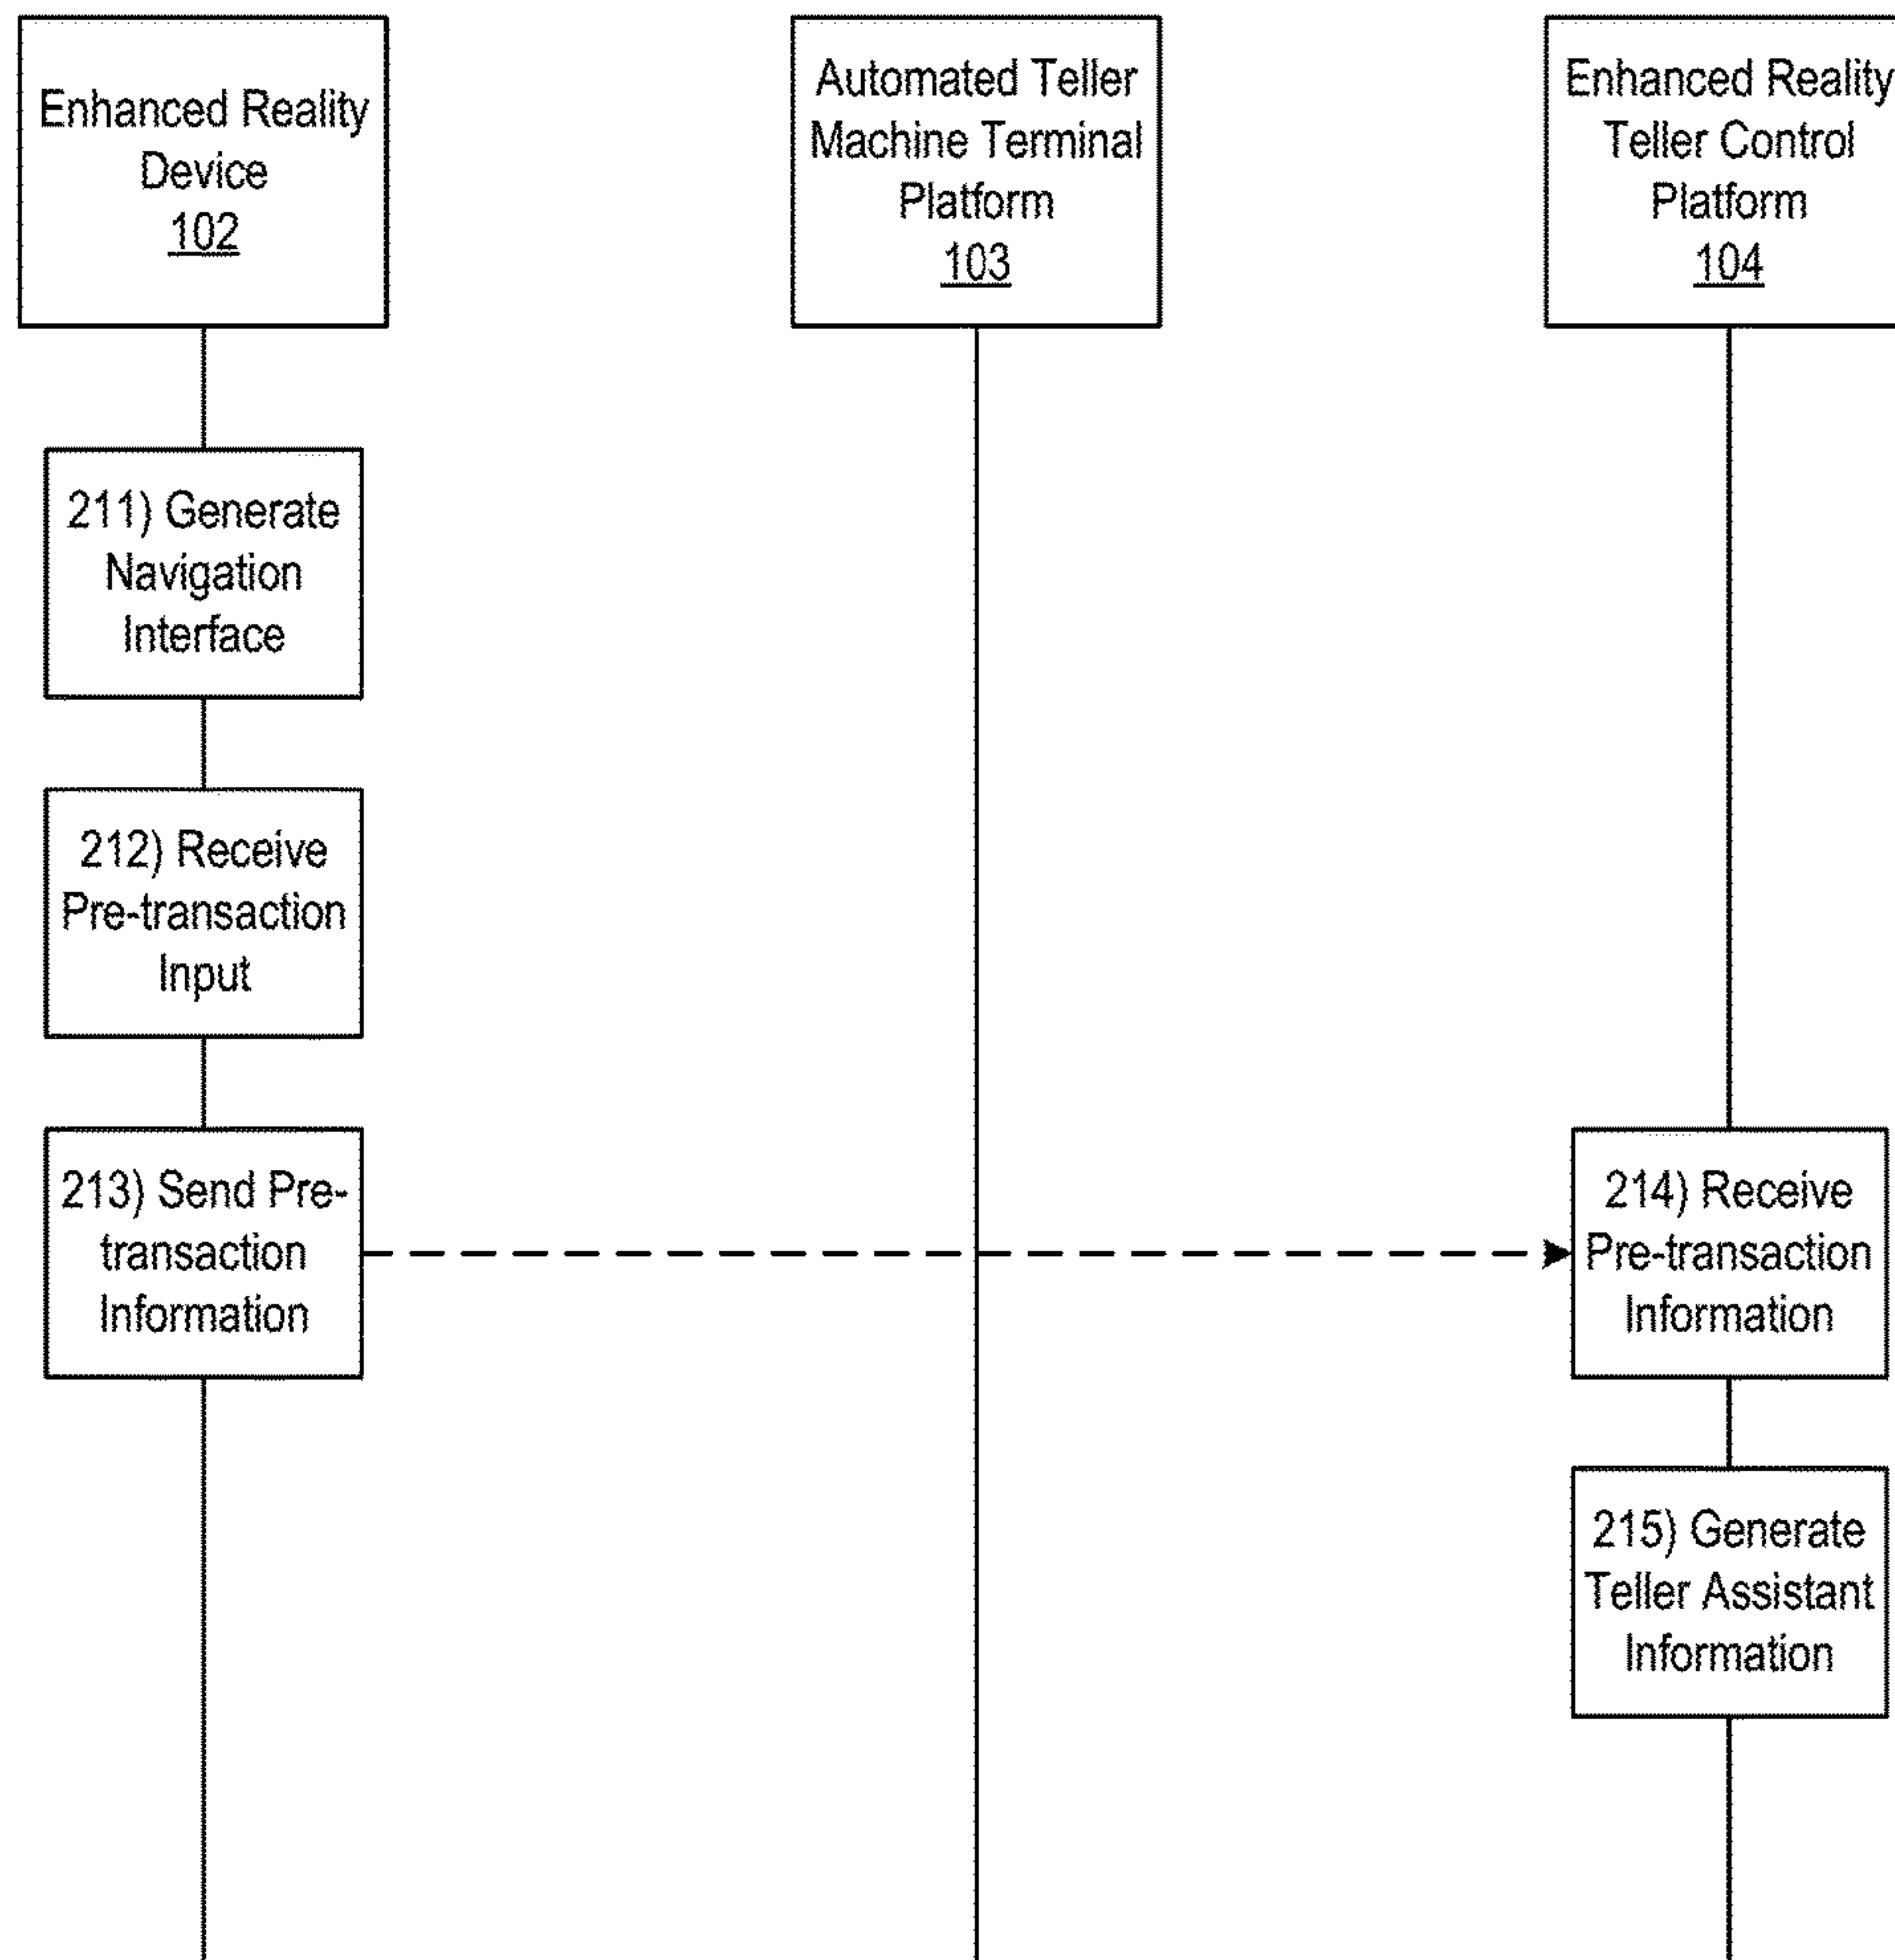 Enhanced Reality
Device
102
Automated Teller
Machine Terminal
Platform
103
Enhanced Reality
Teller Control
Platform
104
211) Generate
Navigation
Interface
212) Receive
Pre-transaction
Input
213) Send Pre-
transaction
Information
214) Receive
Pre-transaction
Information
215) Generate
Teller Assistant
Information